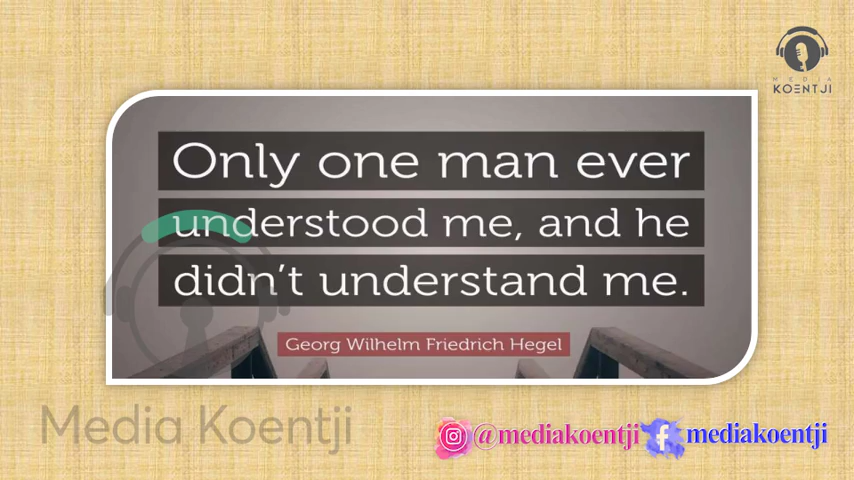 MEDIA
KOENTJI
Only one man ever
understood me, and he
didn't understand me.
Georg Wilhelm Friedrich Hegel
Media Koentji
@mediakoentji mediakoentji